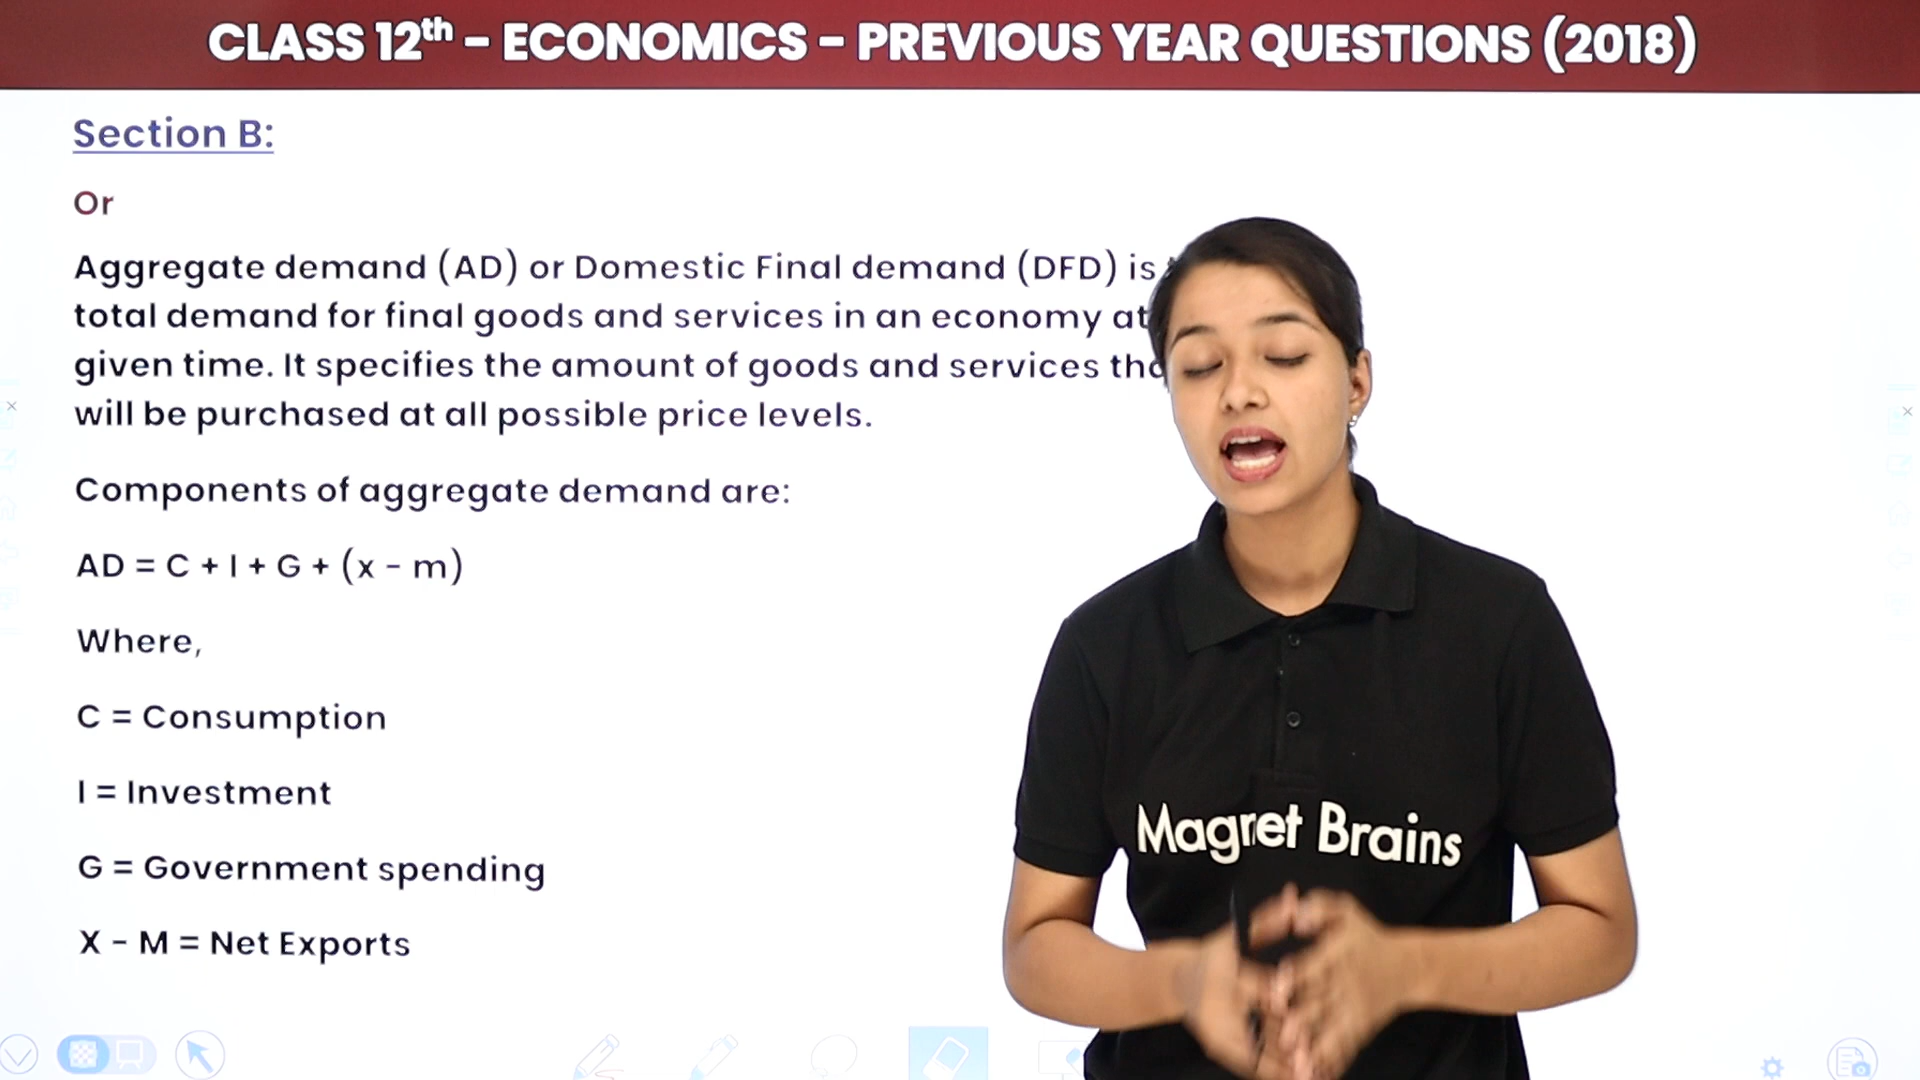 CLASS 12th - ECONOMICS - PREVIOUS YEAR QUESTIONS (2018)
Section B:
Or
Aggregate demand (AD) or Domestic Final demand (DFD) is
total demand for final goods and services in an economy at
given time. It specifies the amount of goods and services
will be purchased at all possible price levels.
Components of aggregate demand are:
AD = C + I + G + (x - m)
Where,
C = Consumption
I = Investment
G = Government spending
X - M = Net Exports
Magnet Brains